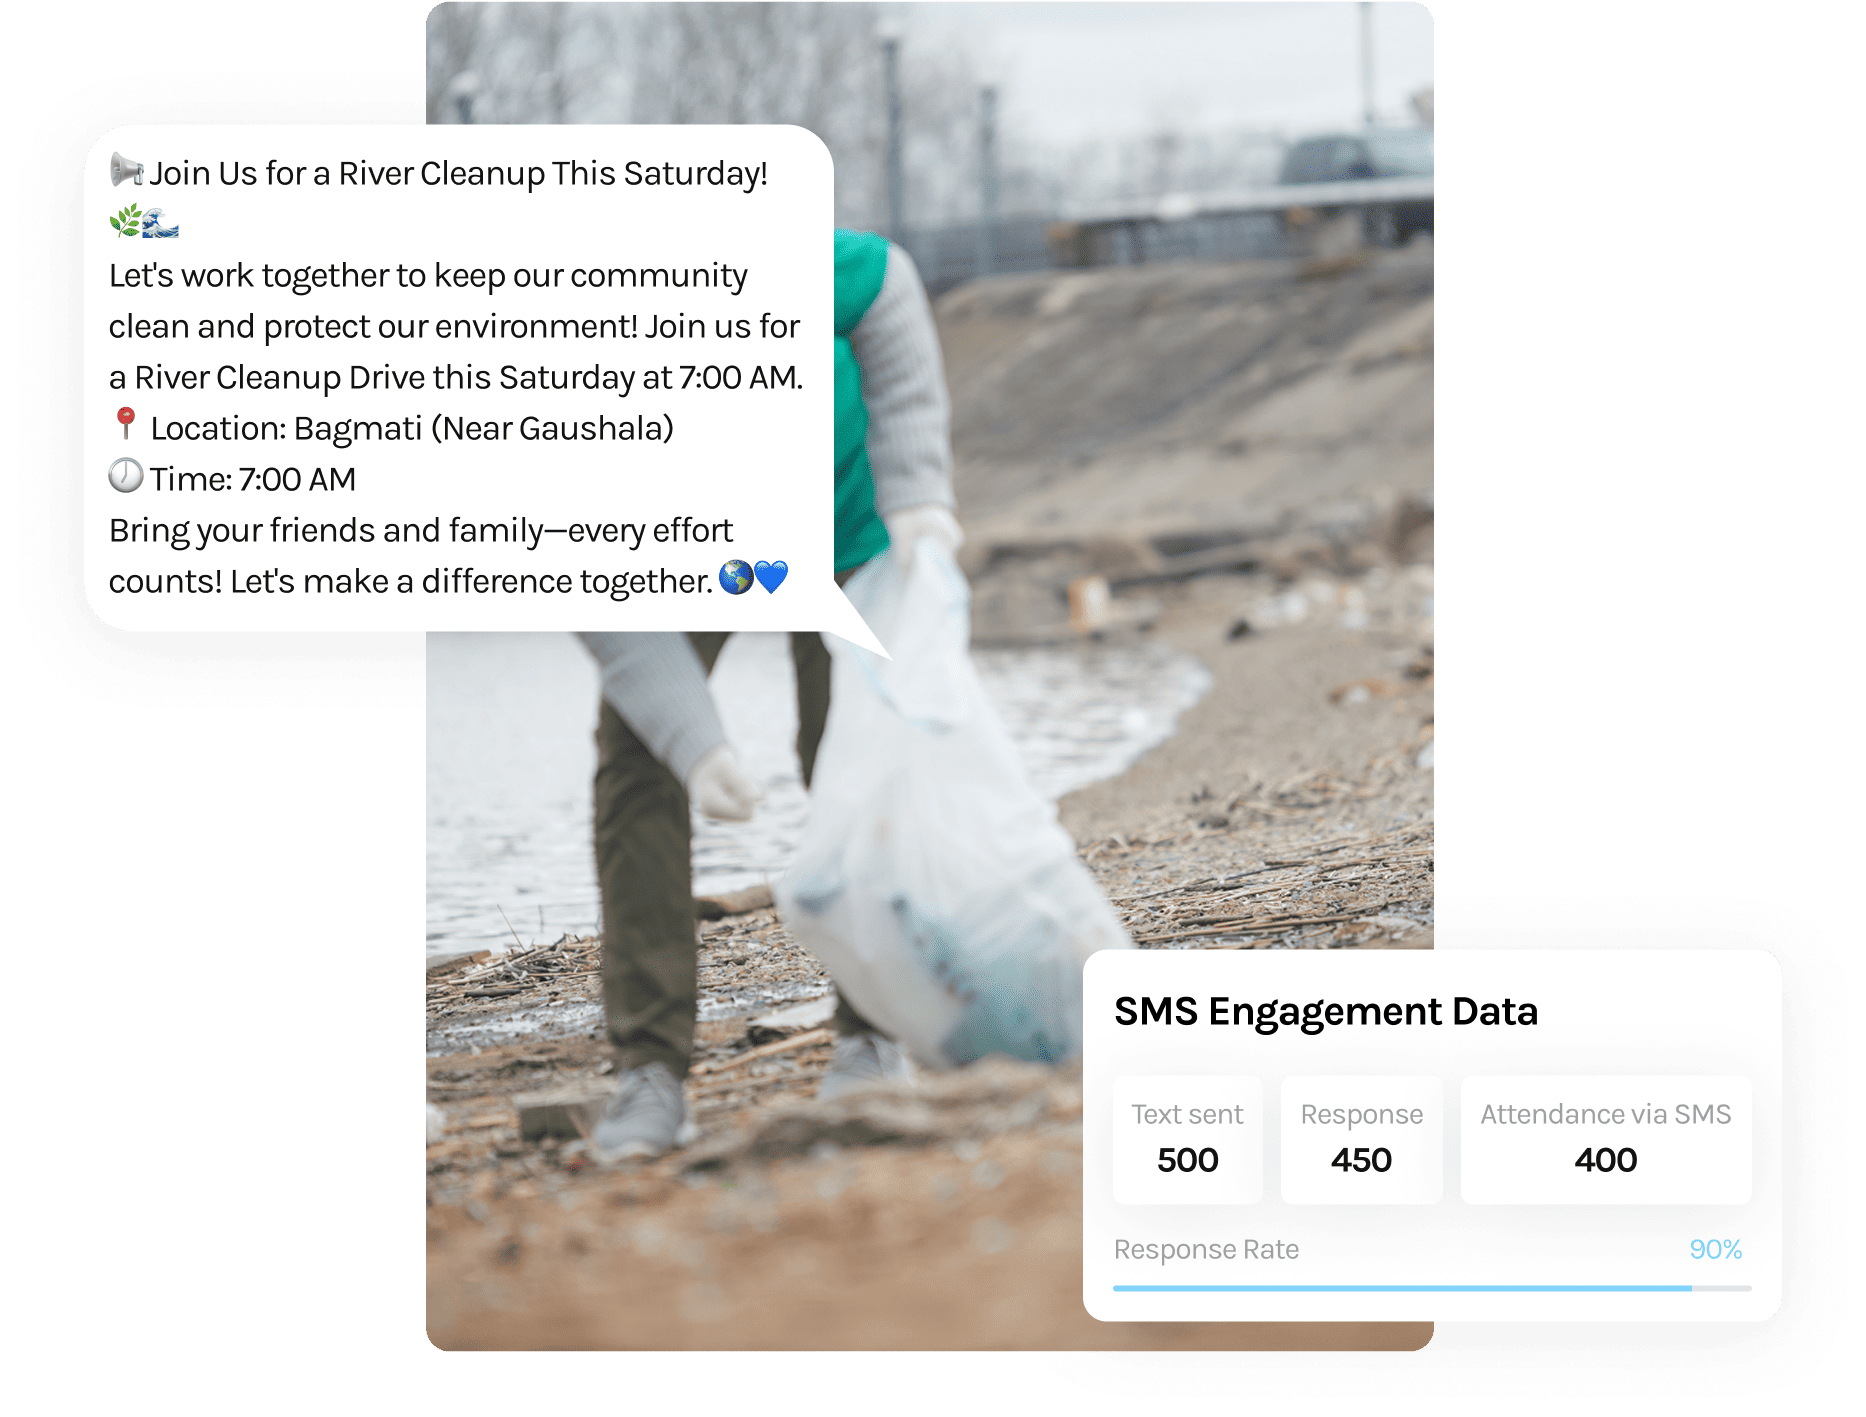 📢Join Us for a River Cleanup This Saturday!
🌿🌊
Let's work together to keep our community
clean and protect our environment! Join us for
a River Cleanup Drive this Saturday at 7:00 AM.
📍 Location: Bagmati (Near Gaushala)
🕖 Time: 7:00 AM
Bring your friends and family—every effort
counts! Let's make a difference together. 🌎💙
SMS Engagement Data
Text sent
500
Response
450
Attendance via SMS
400
Response Rate 90%